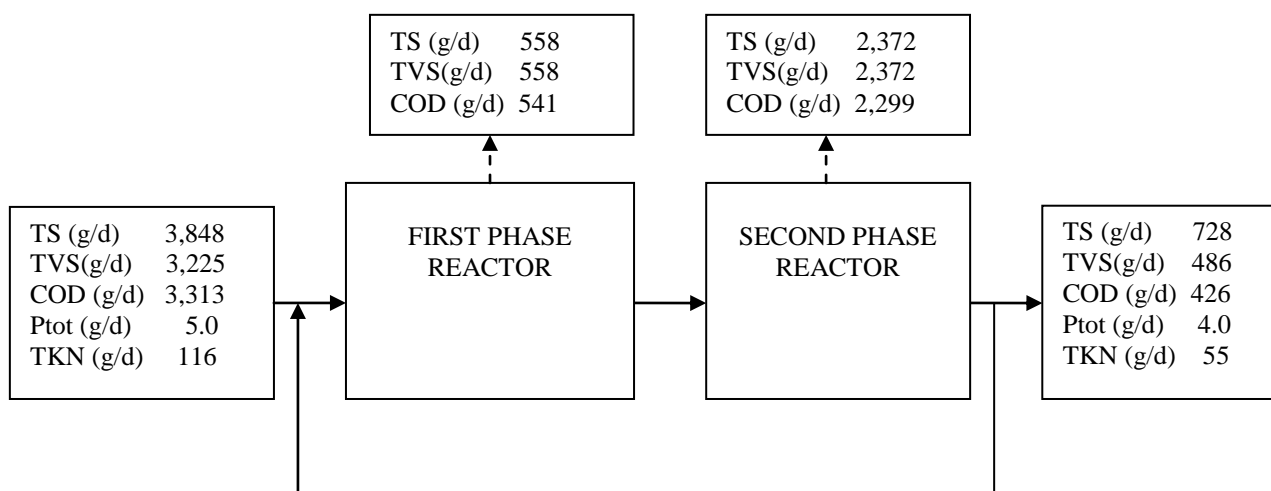 TS (g/d) 558
TVS(g/d) 558
COD (g/d) 541
TS (g/d) 2,372
TVS(g/d) 2,372
COD (g/d) 2,299
TS (g/d) 3,848
TVS(g/d) 3,225
COD (g/d) 3,313
Ptot (g/d) 5.0
TKN (g/d) 116
FIRST PHASE
REACTOR
SECOND PHASE
REACTOR
TS (g/d) 728
TVS(g/d) 486
COD (g/d) 426
Ptot (g/d) 4.0
TKN (g/d) 55